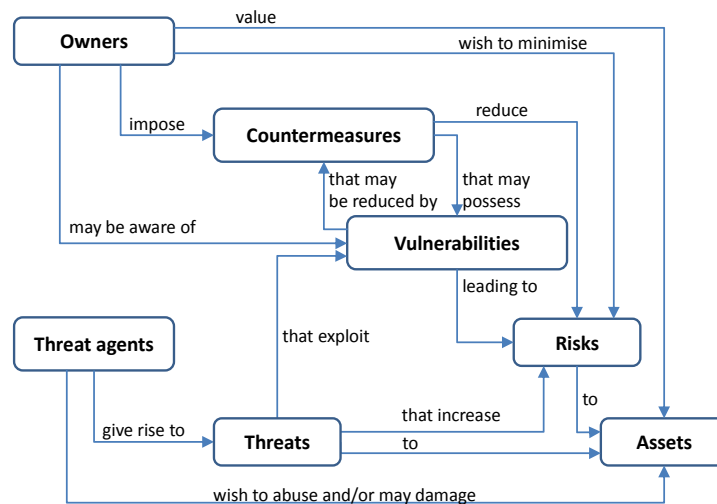 value
Owners
wish to minimise
impose
Countermeasures
reduce
that may
be reduced by
that may
possess
may be aware of
Vulnerabilities
leading to
Threat agents
that exploit
Risks
give rise to
Threats
that increase
to
to
Assets
wish to abuse and/or may damage